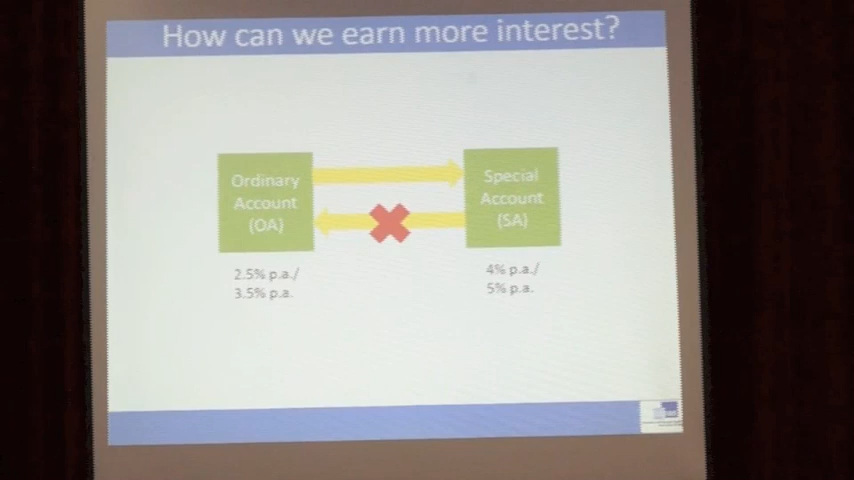 How can we earn more interest?
Ordinary
Account
(OA)
Special
Account
(SA)
2.5% p.a./
3.5% p.a.
4% p.a./
5% p.a.